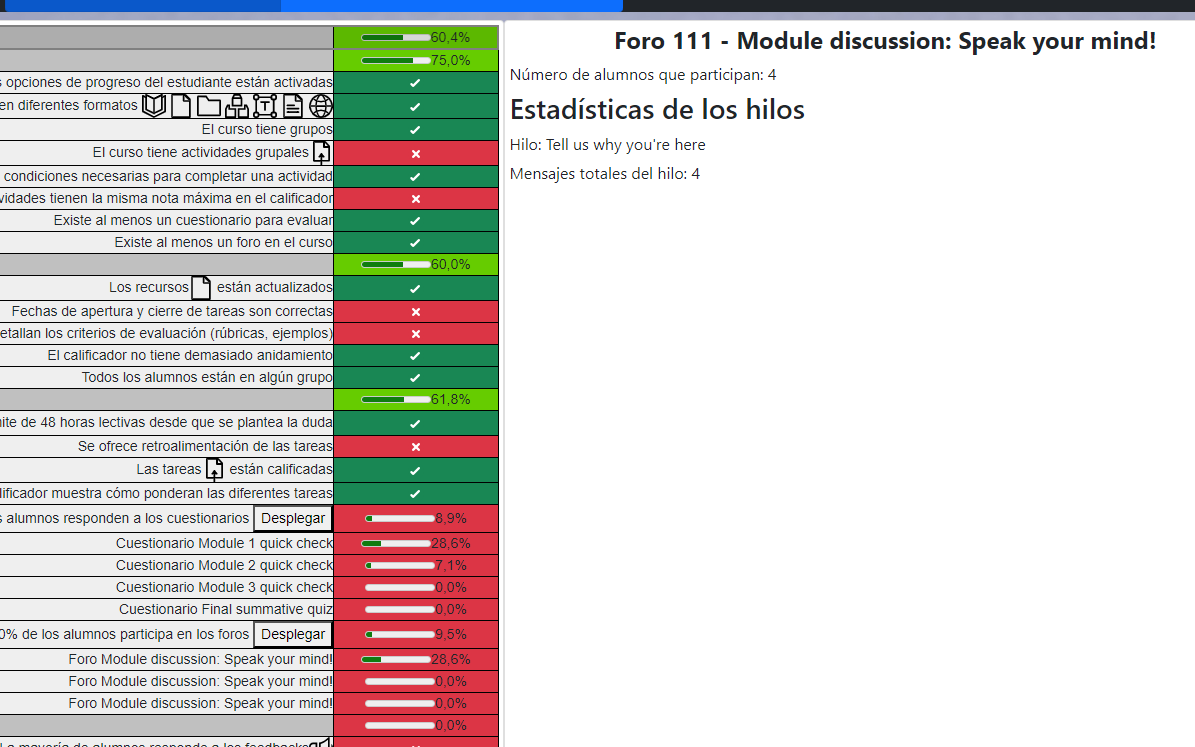 60,4%
75,0%
opciones de progreso del estudiante están activadas
en diferentes formatos
El curso tiene grupos
El curso tiene actividades grupales
condiciones necesarias para completar una actividad
tienen la misma nota máxima en el calificador
Existe al menos un cuestionario para evaluar
Existe al menos un foro en el curso
60,0%
Los recursos están actualizados
Fechas de apertura y cierre de tareas son correctas
los criterios de evaluación (rúbricas, ejemplos)
El calificador no tiene demasiado anidamiento
Todos los alumnos están en algún grupo
61,8%
de 48 horas lectivas desde que se plantea la duda
Se ofrece retroalimentación de las tareas
Las tareas están calificadas
muestra cómo ponderan las diferentes tareas
alumnos responden a los cuestionarios Desplegar 8,9%
Cuestionario Module 1 quick check 28,6%
Cuestionario Module 2 quick check 7,1%
Cuestionario Module 3 quick check 0,0%
Cuestionario Final summative quiz 0,0%
0% de los alumnos participa en los foros Desplegar 9,5%
Foro Module discussion: Speak your mind! 28,6%
Foro Module discussion: Speak your mind! 0,0%
Foro Module discussion: Speak your mind! 0,0%
0,0%
La mayoría de alumnos responde a los feedbacks
Foro 111 - Module discussion: Speak your mind!
Número de alumnos que participan: 4
Estadísticas de los hilos
Hilo: Tell us why you're here
Mensajes totales del hilo: 4